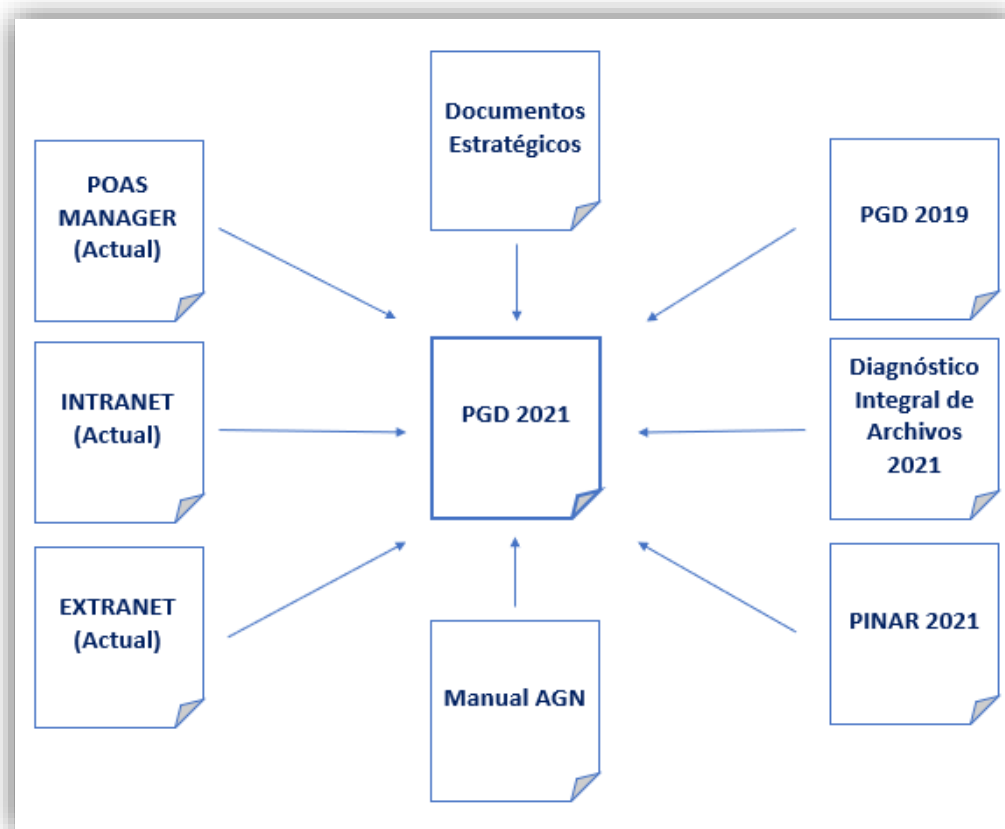 Documentos
Estratégicos
POAS
MANAGER
(Actual)
PGD 2019
INTRANET
(Actual)
PGD 2021
Diagnóstico
Integral de
Archivos
2021
EXTRANET
(Actual)
Manual AGN
PINAR 2021